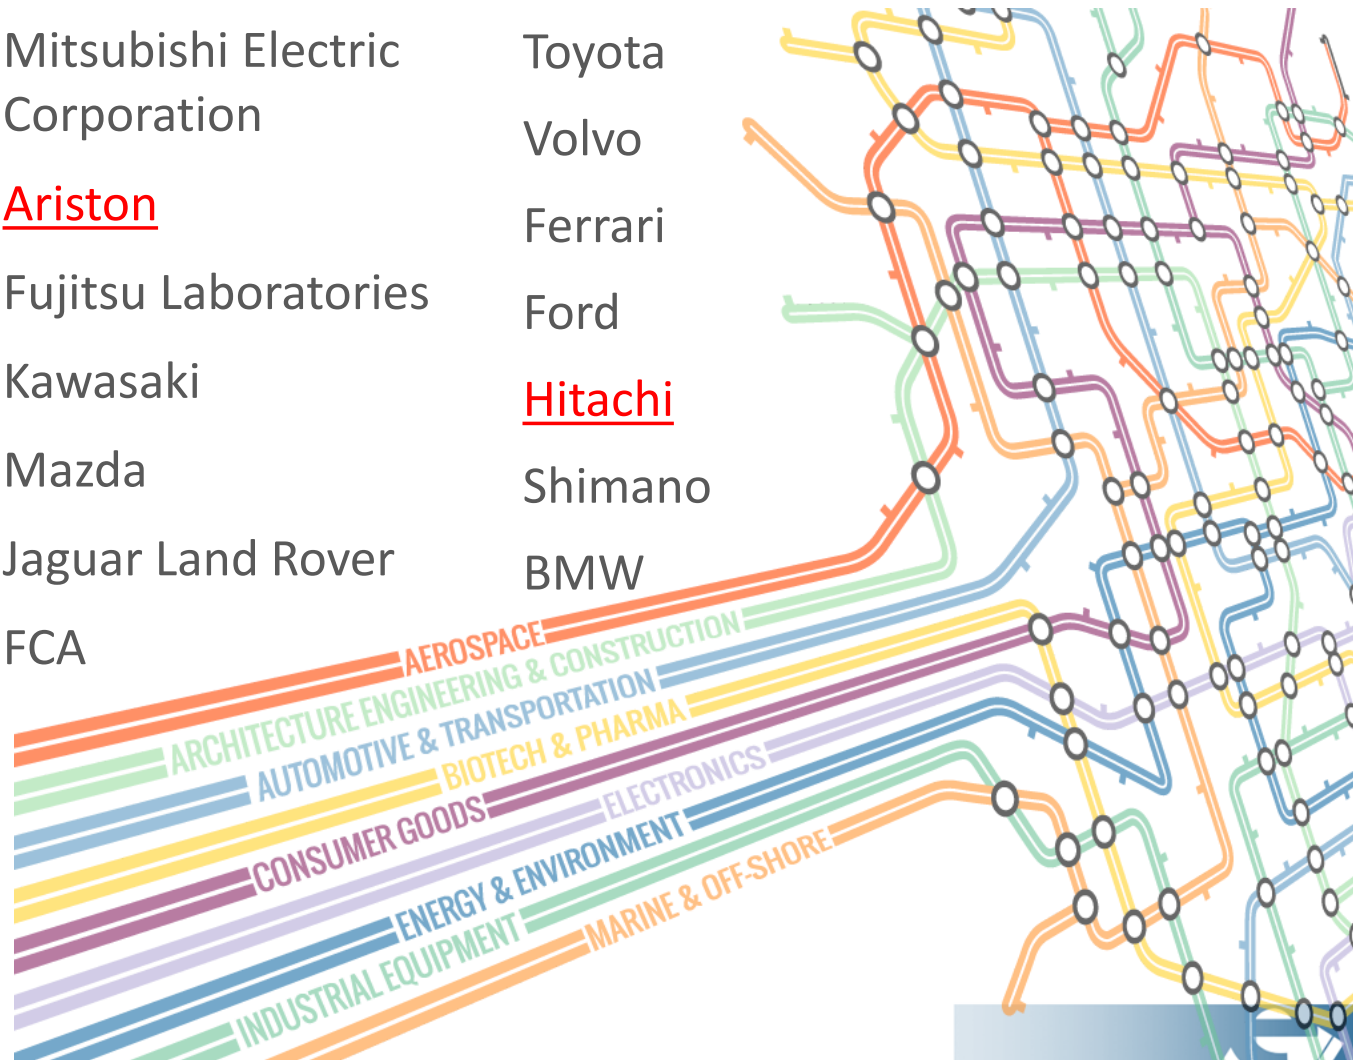 Mitsubishi Electric
Corporation
Ariston
Fujitsu Laboratories
Kawasaki
Mazda
Jaguar Land Rover
FCA
Toyota
Volvo
Ferrari
Ford
Hitachi
Shimano
BMW
AEROSPACE
ARCHITECTURE ENGINEERING & CONSTRUCTION
AUTOMOTIVE & TRANSPORTATION
BIOTECH & PHARMA
CONSUMER GOODS
ELECTRONICS
ENERGY & ENVIRONMENT
INDUSTRIAL EQUIPMENT
MARINE & OFF-SHORE